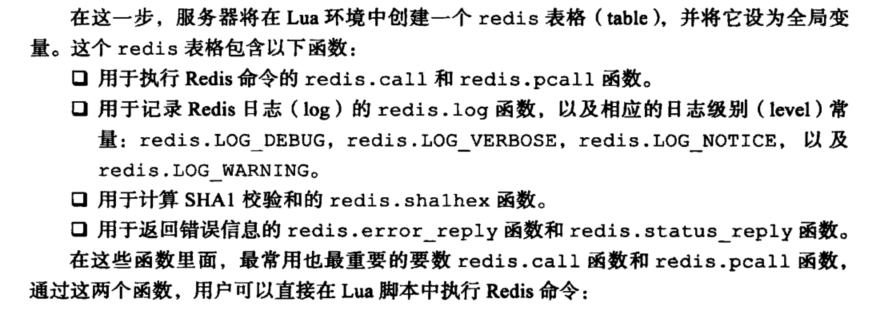 在这一步，服务器将在 Lua 环境中创建一个 redis 表格（table），并将它设为全局变
量。这个 redis 表格包含以下函数：
❑ 用于执行 Redis 命令的 redis.call 和 redis.pcall 函数。
❑ 用于记录 Redis 日志（log）的 redis.log 函数，以及相应的日志级别（level）常
量：redis.LOG_DEBUG，redis.LOG_VERBOSE，redis.LOG_NOTICE，以及
redis.LOG_WARNING。
❑ 用于计算 SHA1 校验和的 redis.sha1hex 函数。
❑ 用于返回错误信息的 redis.error_reply 函数和 redis.status_reply 函数。
在这些函数里面，最常用也最重要的要数 redis.call 函数和 redis.pcall 函数，
通过这两个函数，用户可以直接在 Lua 脚本中执行 Redis 命令：